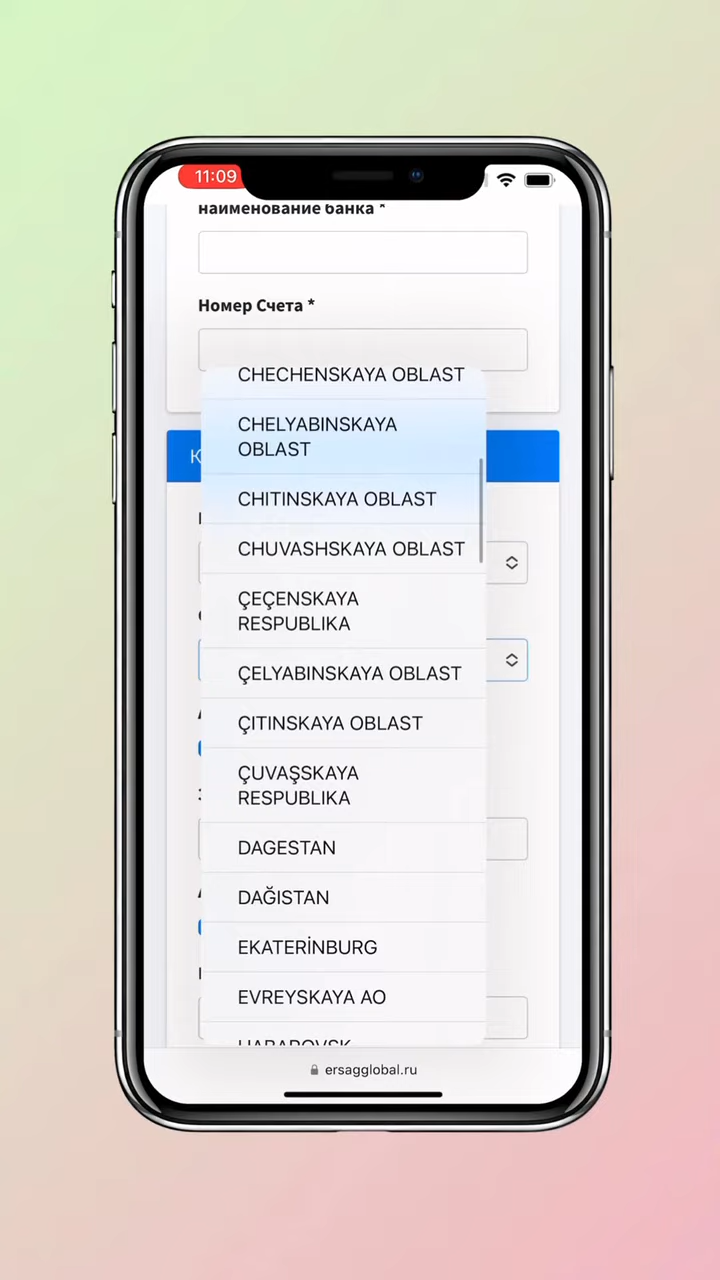 11:09
наименование банка *
Номер Счета *
CHECHENSKAYA OBLAST
CHELYABINSKAYA
OBLAST
CHITINSKAYA OBLAST
CHUVASHSKAYA OBLAST
ÇEÇENSKAYA
RESPUBLIKA
ÇELYABINSKAYA OBLAST
ÇITINSKAYA OBLAST
ÇUVAŞSKAYA
RESPUBLIKA
DAGESTAN
DAĞISTAN
EKATERİNBURG
EVREYSKAYA AO
HABAROVSK
ersagglobal.ru